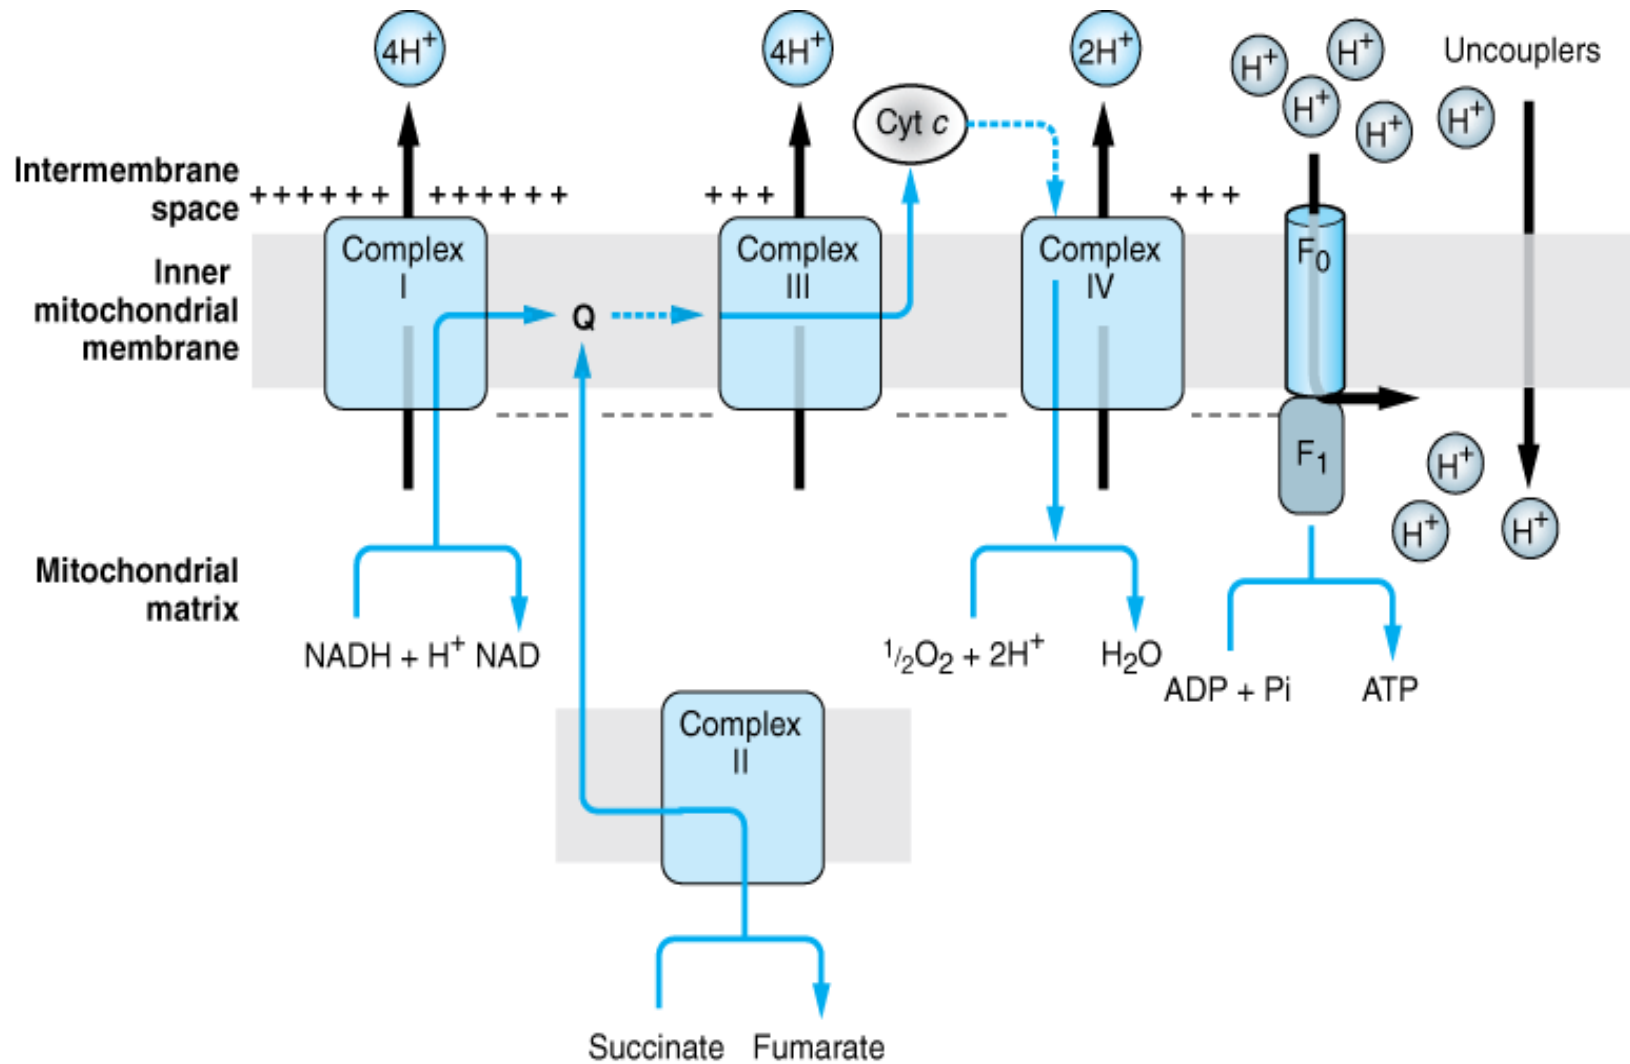 4H+
4H+
2H+
H+
H+
H+
H+
H+
Uncouplers
Cyt c
Intermembrane
space
++++++
++++++
+++
+++
Complex
I
Complex
III
Complex
IV
F0
Inner
mitochondrial
membrane
Q
F1
H+
H+
H+
Mitochondrial
matrix
NADH + H+ NAD
1/2O2 + 2H+
H2O
ADP + Pi
ATP
Complex
II
Succinate
Fumarate